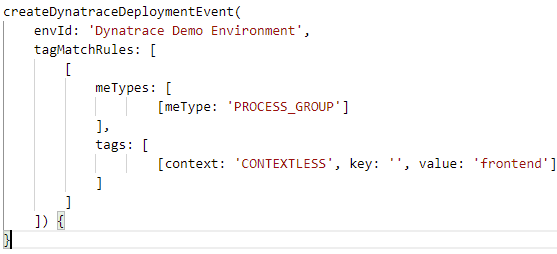 createDynatraceDeploymentEvent(
    envId: 'Dynatrace Demo Environment',
    tagMatchRules: [
        [
            meTypes: [
                    [meType: 'PROCESS_GROUP']
            ],
            tags: [
                    [context: 'CONTEXTLESS', key: '', value: 'frontend']
            ]
        ]
    ]) {
}